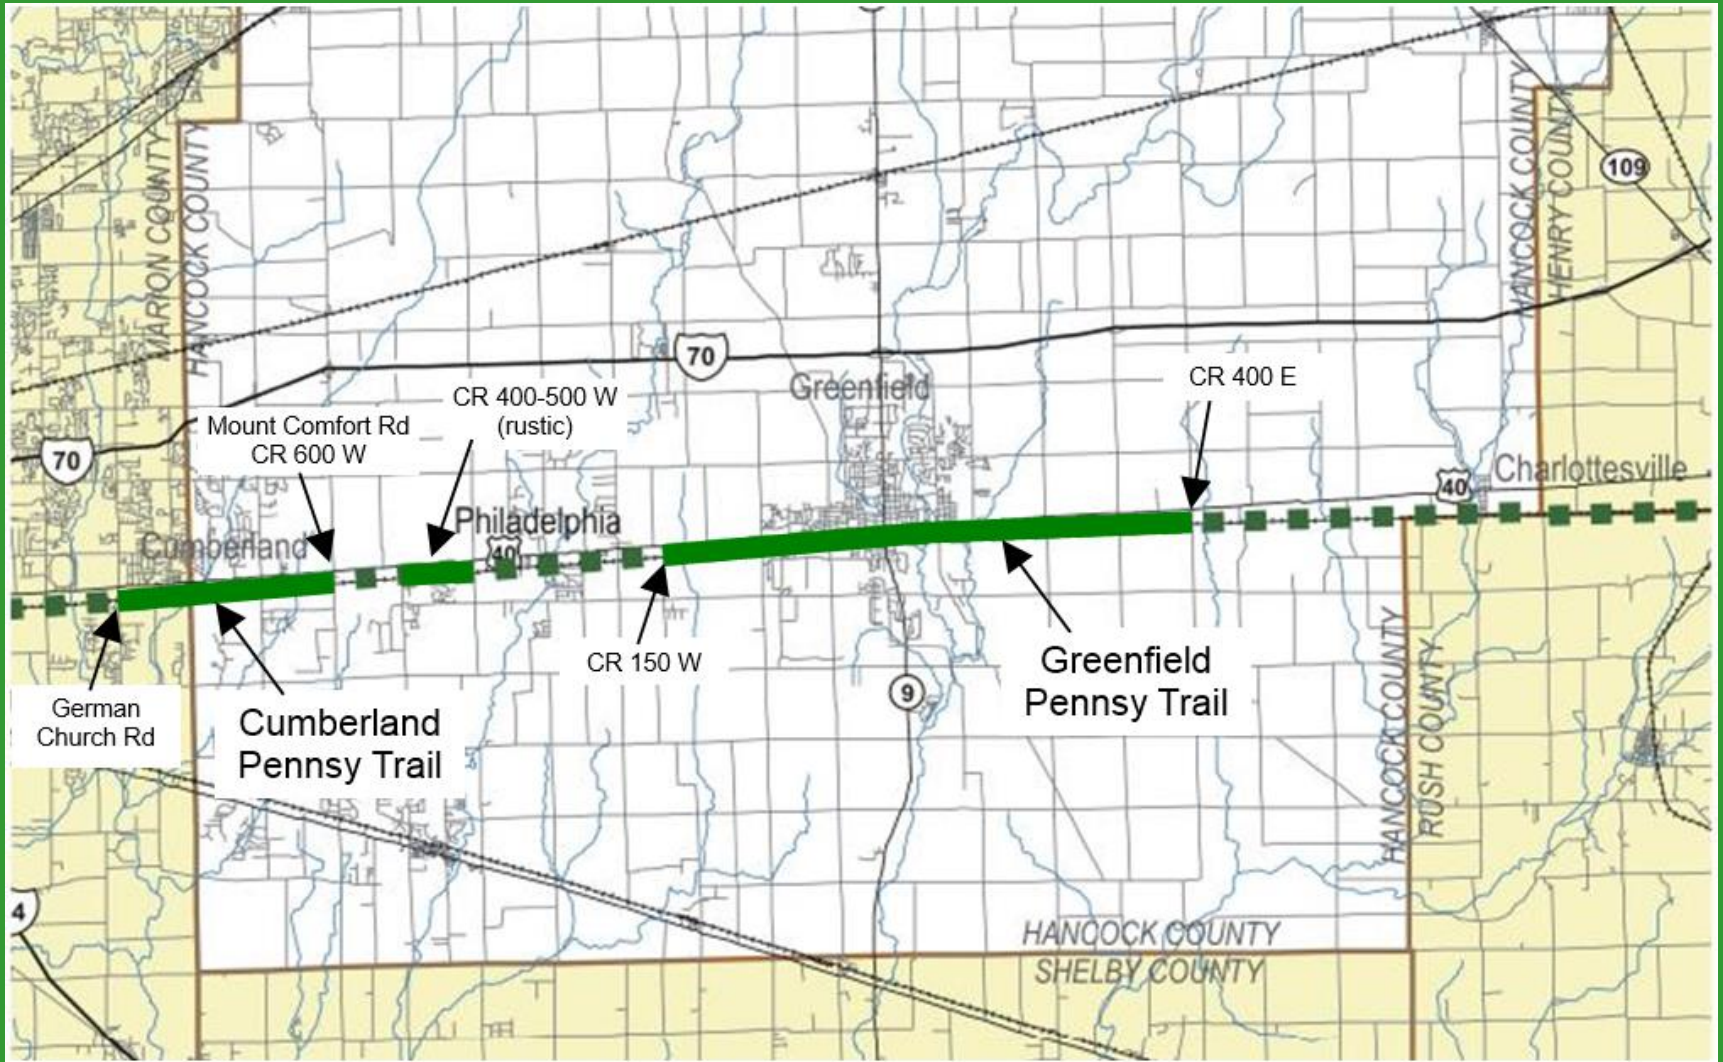 MARION COUNTY
HANCOCK COUNTY
HANCOCK COUNTY
HENRY COUNTY
109
70
Greenfield
CR 400 E
CR 400-500 W
(rustic)
Mount Comfort Rd
CR 600 W
70
40
Charlottesville
Philadelphia
Cumberland
40
CR 150 W
Greenfield
Pennsy Trail
9
German
Church Rd
Cumberland
Pennsy Trail
HANCOCK COUNTY
RUSH COUNTY
4
HANCOCK COUNTY
SHELBY COUNTY